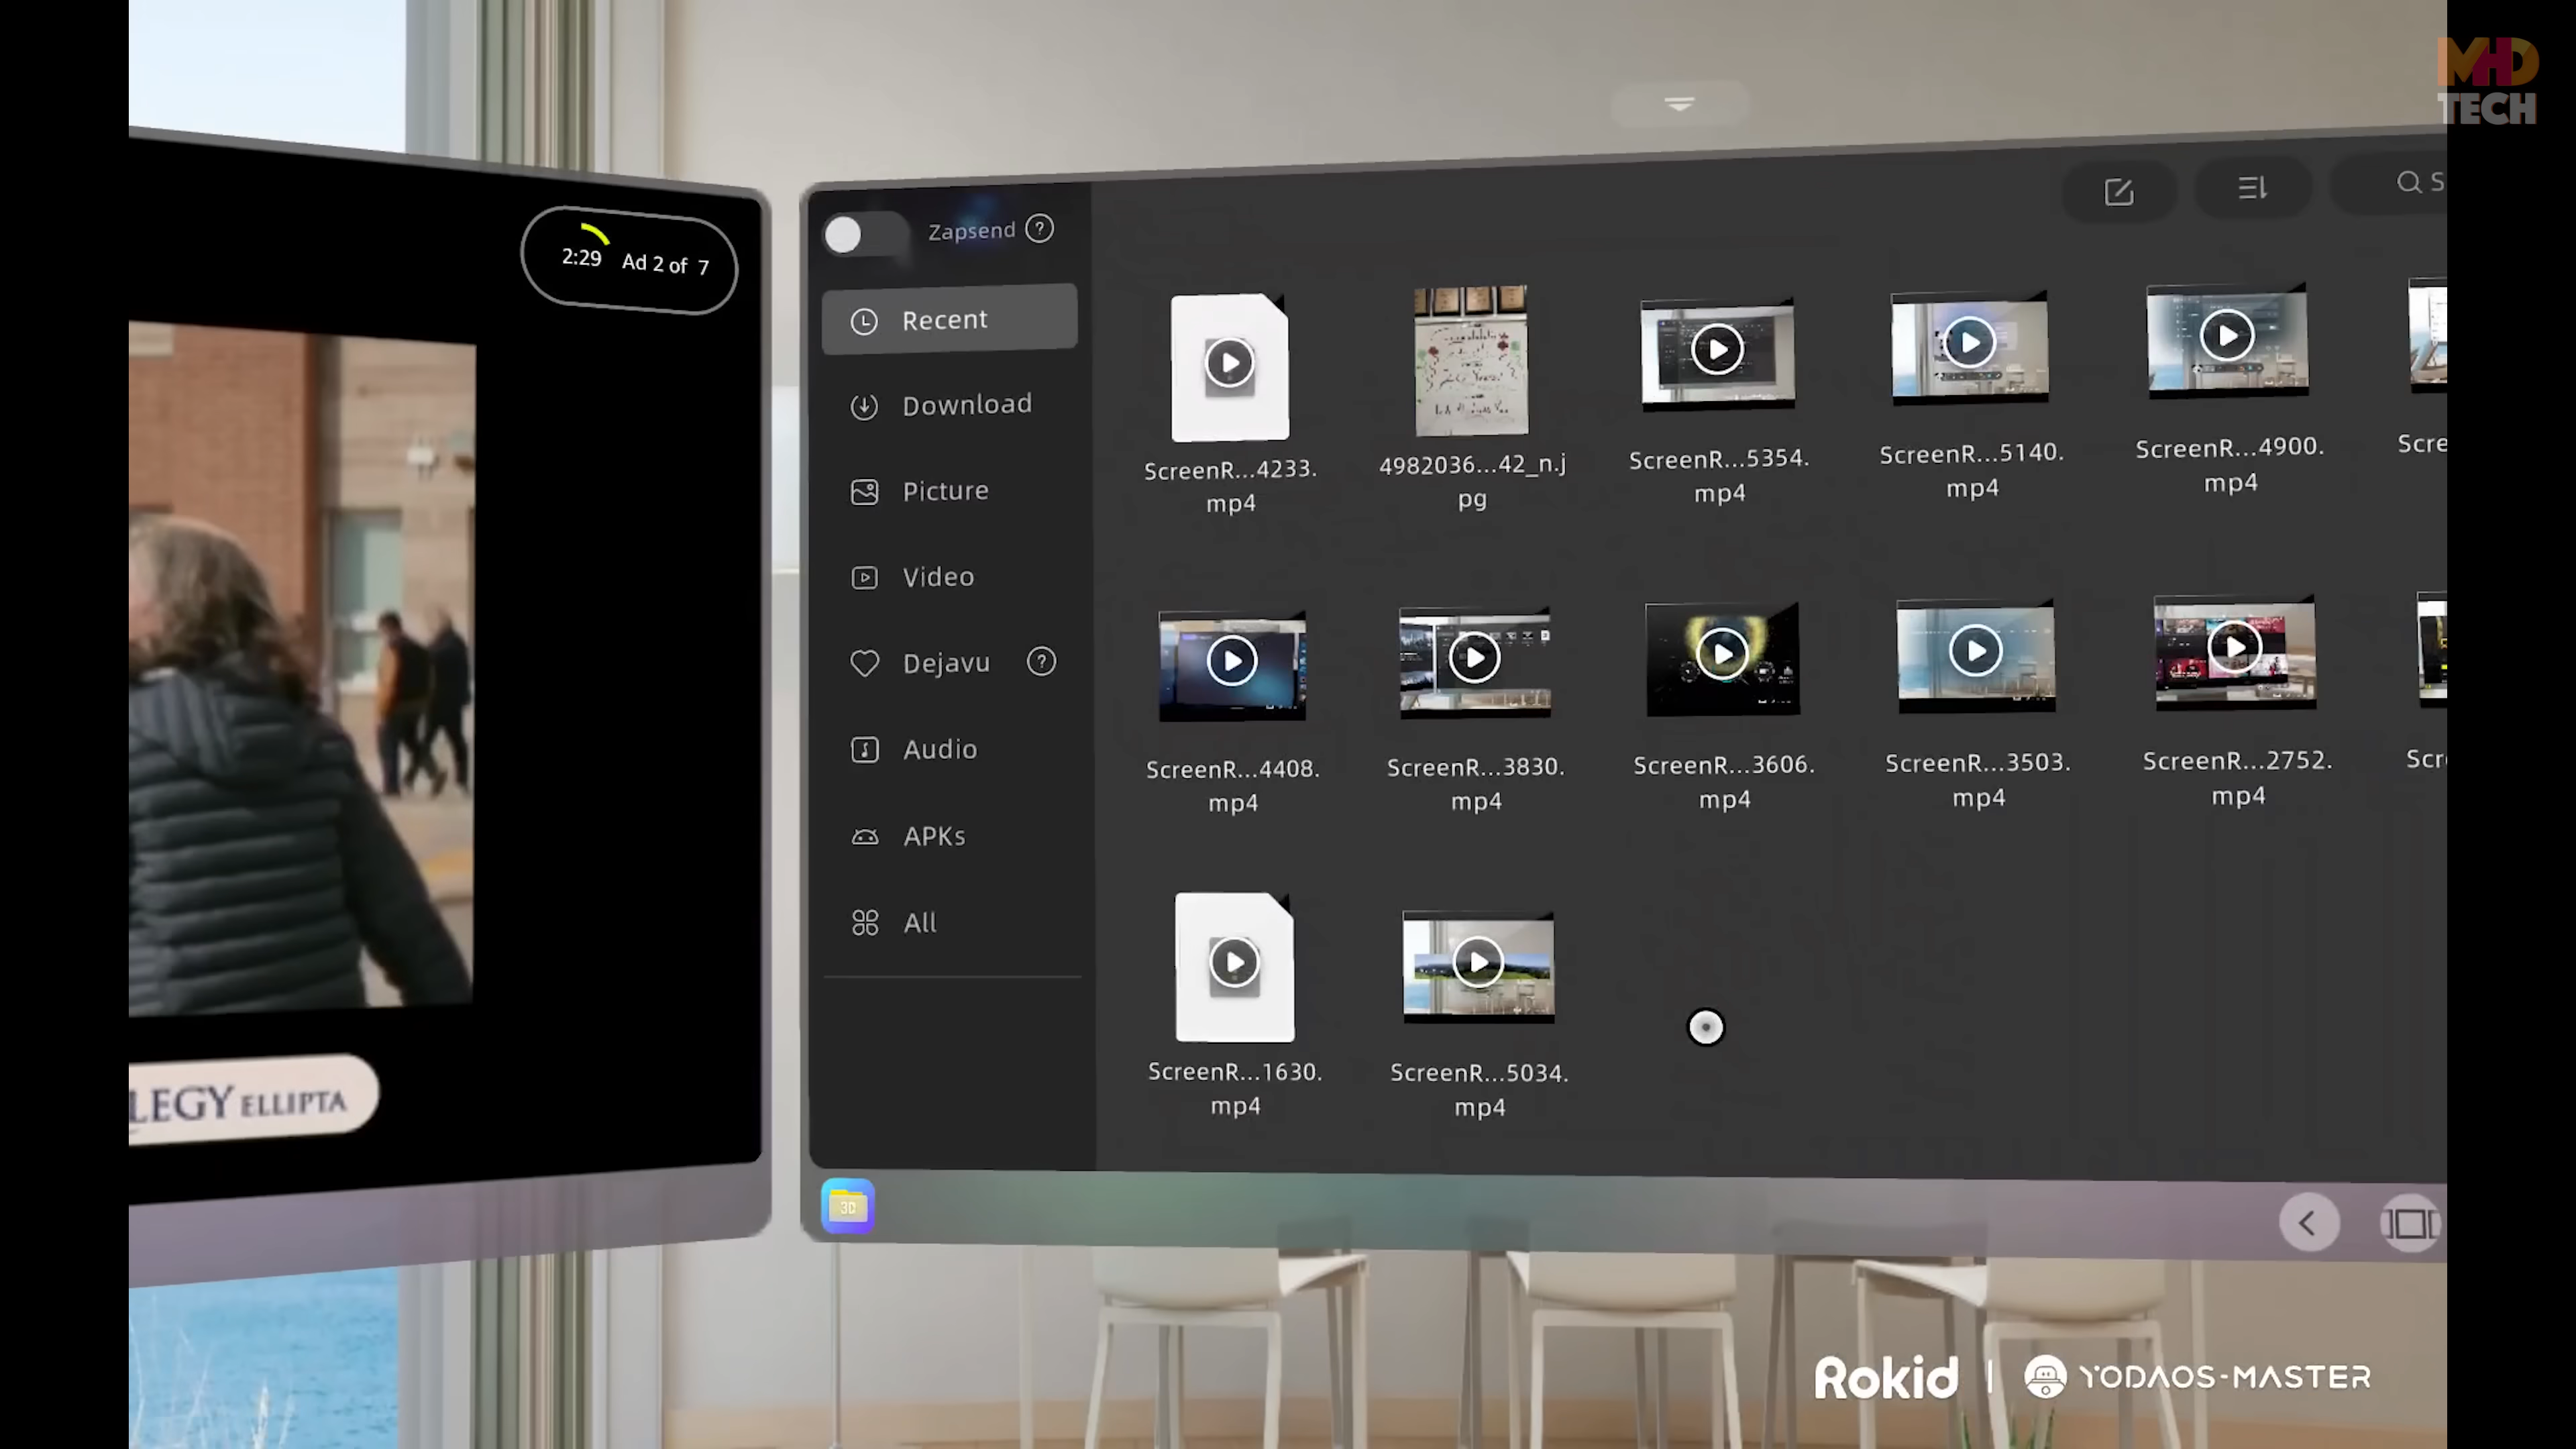 MHD
TECH
2:29 Ad 2 of 7
LEGY ELLIPTA
Zapsend ?
Recent
Download
Picture
Video
Dejavu ?
Audio
APKs
All
S
ScreenR...4233.
mp4
4982036...42_n.j
pg
ScreenR...5354.
mp4
ScreenR...5140.
mp4
ScreenR...4900.
mp4
Scre
ScreenR...4408.
mp4
ScreenR...3830.
mp4
ScreenR...3606.
mp4
ScreenR...3503.
mp4
ScreenR...2752.
mp4
Scr
ScreenR...1630.
mp4
ScreenR...5034.
mp4
3D
Rokid | YODAOS-MASTER